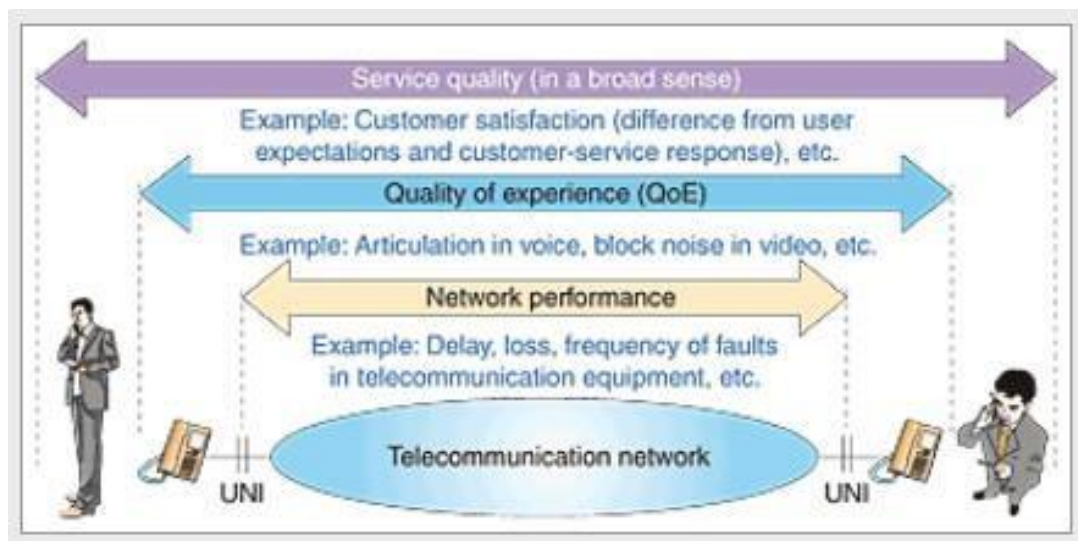 Service quality (in a broad sense)
Example: Customer satisfaction (difference from user
expectations and customer-service response), etc.
Quality of experience (QoE)
Example: Articulation in voice, block noise in video, etc.
Network performance
Example: Delay, loss, frequency of faults
in telecommunication equipment, etc.
Telecommunication network
UNI
UNI